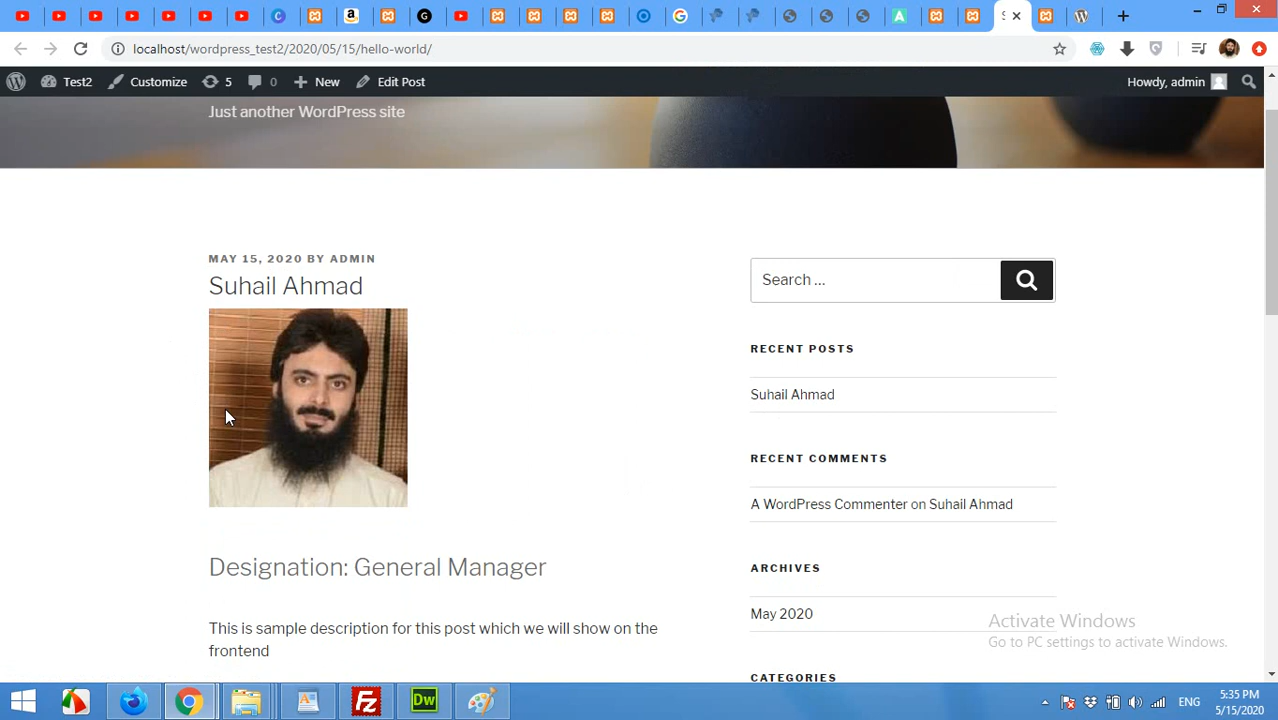 localhost/wordpress_test2/2020/05/15/hello-world/
Test2 Customize 5 0 New Edit Post Howdy, admin
Just another WordPress site
MAY 15, 2020 BY ADMIN
Suhail Ahmad
Search …
RECENT POSTS
Suhail Ahmad
RECENT COMMENTS
A WordPress Commenter on Suhail Ahmad
Designation: General Manager
ARCHIVES
May 2020
This is sample description for this post which we will show on the
frontend
CATEGORIES
Activate Windows
Go to PC settings to activate Windows.
ENG
5:35 PM
5/15/2020